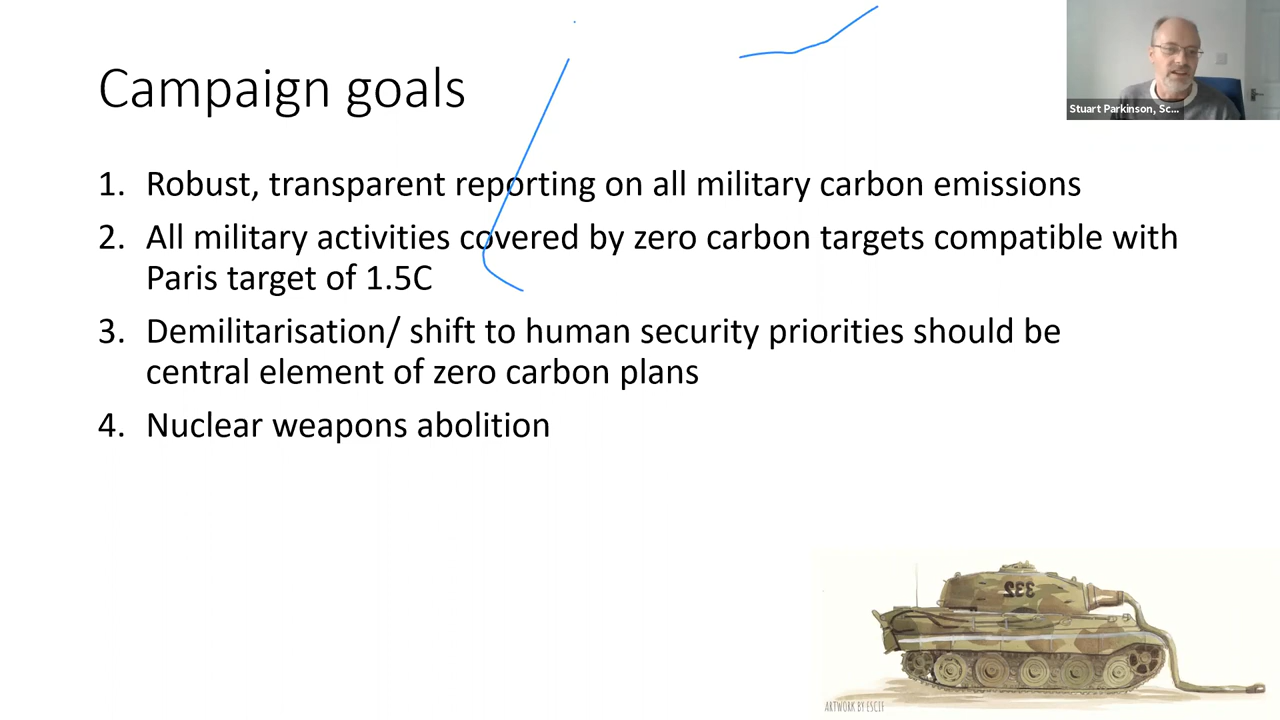 Campaign goals
Stuart Parkinson, Sc...
1. Robust, transparent reporting on all military carbon emissions
2. All military activities covered by zero carbon targets compatible with
Paris target of 1.5C
3. Demilitarisation/ shift to human security priorities should be
central element of zero carbon plans
4. Nuclear weapons abolition
332
ARTWORK BY ESCIF